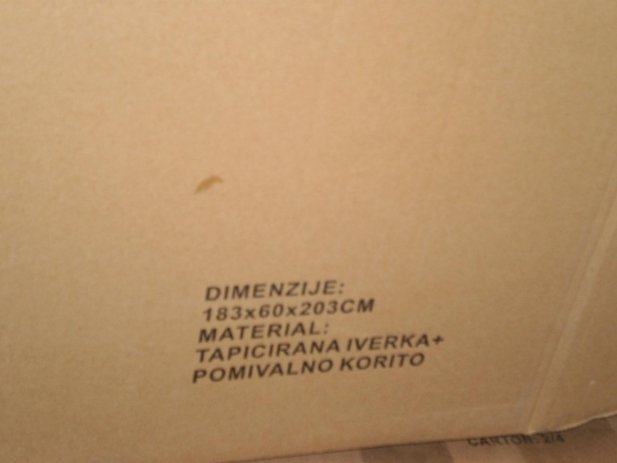 DIMENZIJE:
183x60x203CM
MATERIAL:
TAPICIRANA IVERKA+
POMIVALNO KORITO
CARTON: 2/4